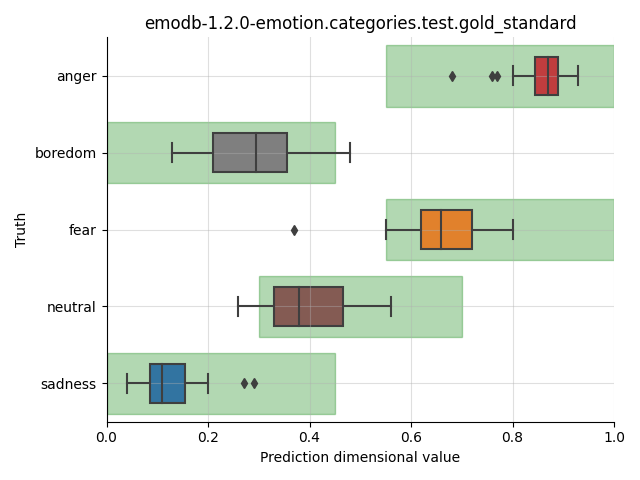 emodb-1.2.0-emotion.categories.test.gold_standard
anger
boredom
fear
neutral
sadness
Truth
0.0 0.2 0.4 0.6 0.8 1.0
Prediction dimensional value